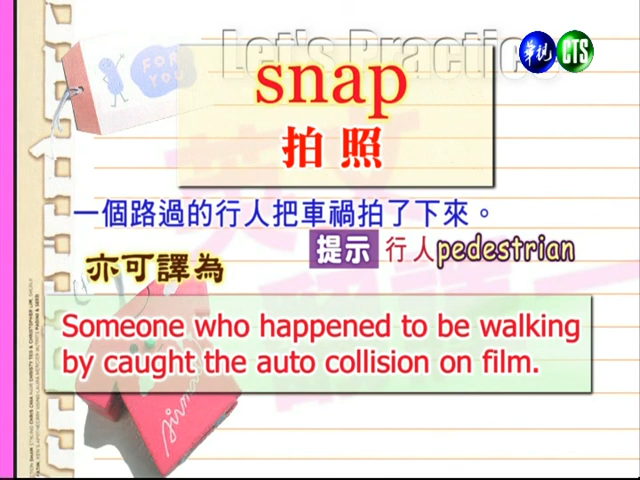 Let's Practice
華視 CTS
FOR
YOU
snap
拍照
一個路過的行人把車禍拍了下來。
提示 行人pedestrian
亦可譯為
Someone who happened to be walking
by caught the auto collision on film.